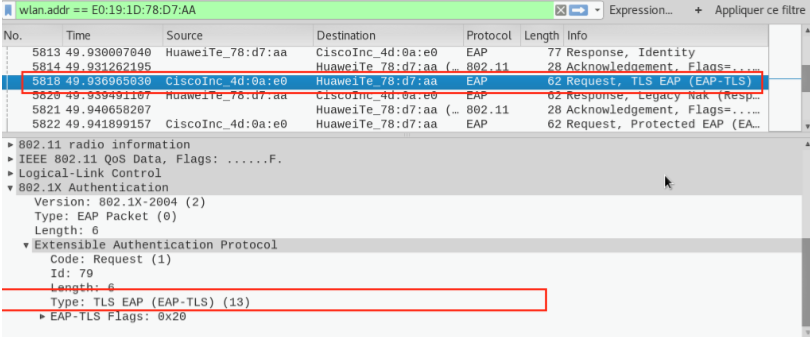 wlan.addr == E0:19:1D:78:D7:AA Expression... + Appliquer ce filtre
No. Time Source Destination Protocol Length Info
5813 49.930007040 HuaweiTe_78:d7:aa CiscoInc_4d:0a:e0 EAP 77 Response, Identity
5814 49.931262195 HuaweiTe_78:d7:aa (… 802.11 28 Acknowledgement, Flags=...…
5818 49.936965030 CiscoInc_4d:0a:e0 HuaweiTe_78:d7:aa EAP 62 Request, TLS EAP (EAP-TLS)
5820 49.939491107 HuaweiTe_78:d7:aa CiscoInc_4d:0a:e0 EAP 62 Response, Legacy Nak (Resp…
5821 49.940658207 HuaweiTe_78:d7:aa (… 802.11 28 Acknowledgement, Flags=...…
5822 49.941899157 CiscoInc_4d:0a:e0 HuaweiTe_78:d7:aa EAP 62 Request, Protected EAP (EA…
802.11 radio information
IEEE 802.11 QoS Data, Flags: ......F.
Logical-Link Control
802.1X Authentication
Version: 802.1X-2004 (2)
Type: EAP Packet (0)
Length: 6
Extensible Authentication Protocol
Code: Request (1)
Id: 79
Length: 6
Type: TLS EAP (EAP-TLS) (13)
EAP-TLS Flags: 0x20